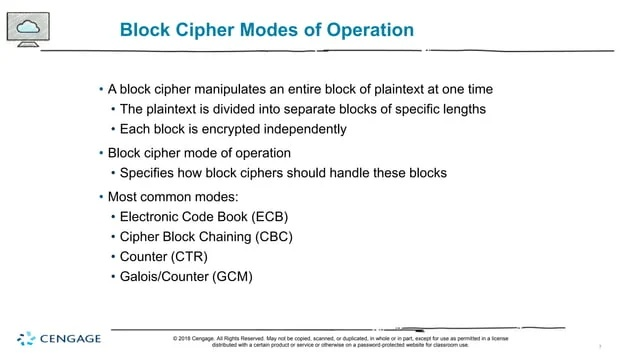 Block Cipher Modes of Operation
• A block cipher manipulates an entire block of plaintext at one time
• The plaintext is divided into separate blocks of specific lengths
• Each block is encrypted independently
• Block cipher mode of operation
• Specifies how block ciphers should handle these blocks
• Most common modes:
• Electronic Code Book (ECB)
• Cipher Block Chaining (CBC)
• Counter (CTR)
• Galois/Counter (GCM)
CENGAGE
© 2018 Cengage. All Rights Reserved. May not be copied, scanned, or duplicated, in whole or in part, except for use as permitted in a license
distributed with a certain product or service or otherwise on a password-protected website for classroom use.